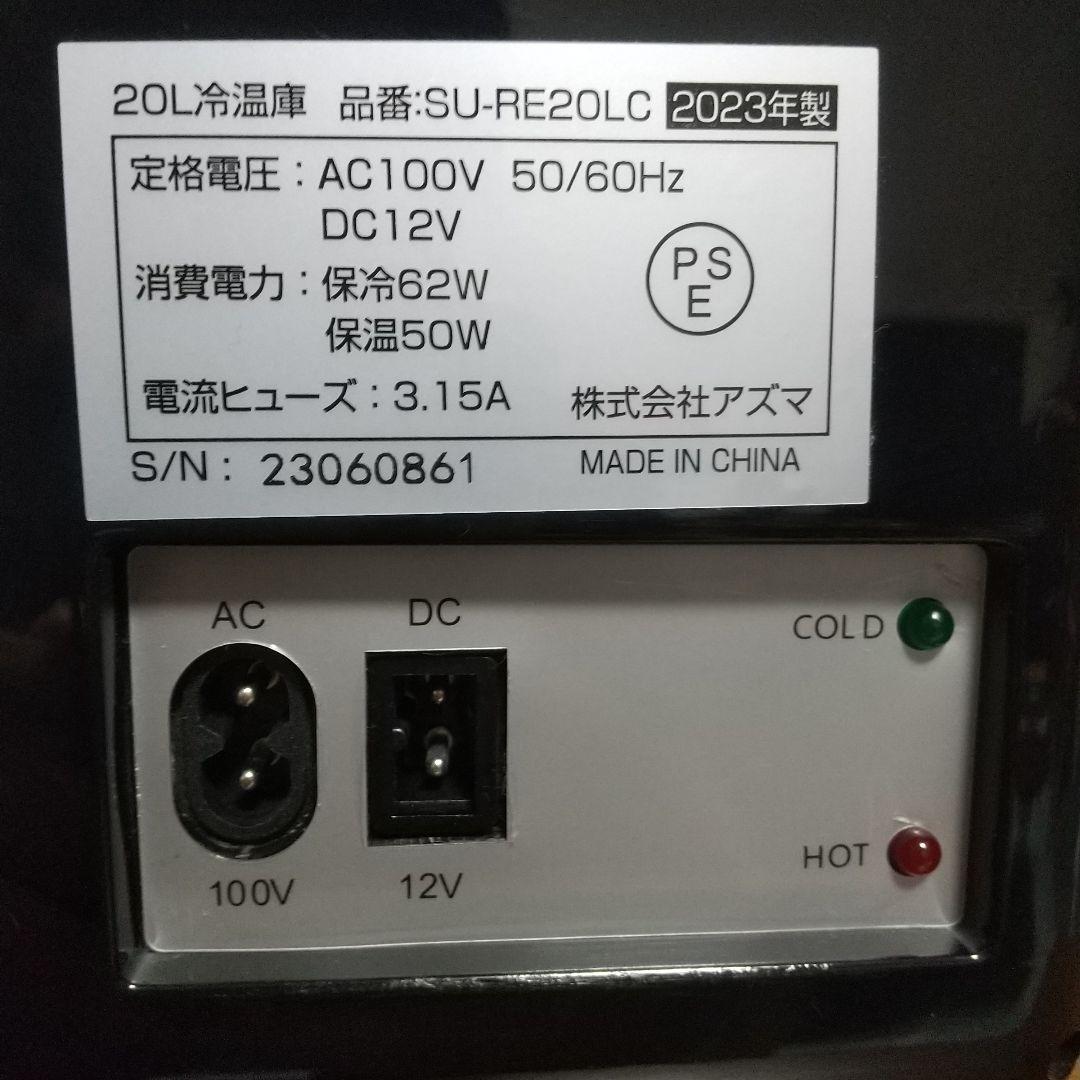 20L冷温庫 品番:SU-RE20LC 2023年製
定格電圧：AC100V 50/60Hz
DC12V
PS
E
消費電力：保冷62W
保温50W
電流ヒューズ：3.15A 株式会社アズマ
S/N：23060861 MADE IN CHINA
AC DC
COLD
HOT
100V 12V